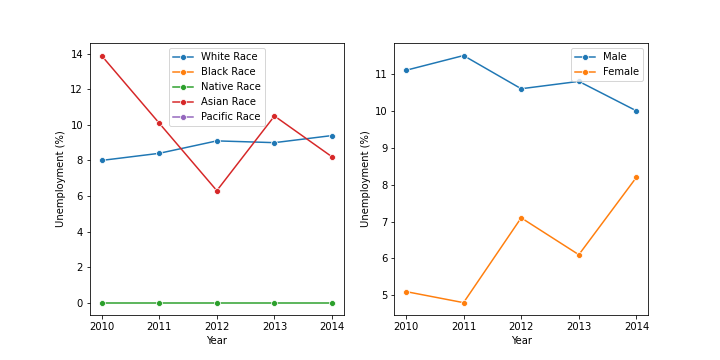 14
12
10
8
6
4
2
0
Unemployment (%)
White Race
Black Race
Native Race
Asian Race
Pacific Race
2010 2011 2012 2013 2014
Year
11
10
9
8
7
6
5
Unemployment (%)
Male
Female
2010 2011 2012 2013 2014
Year